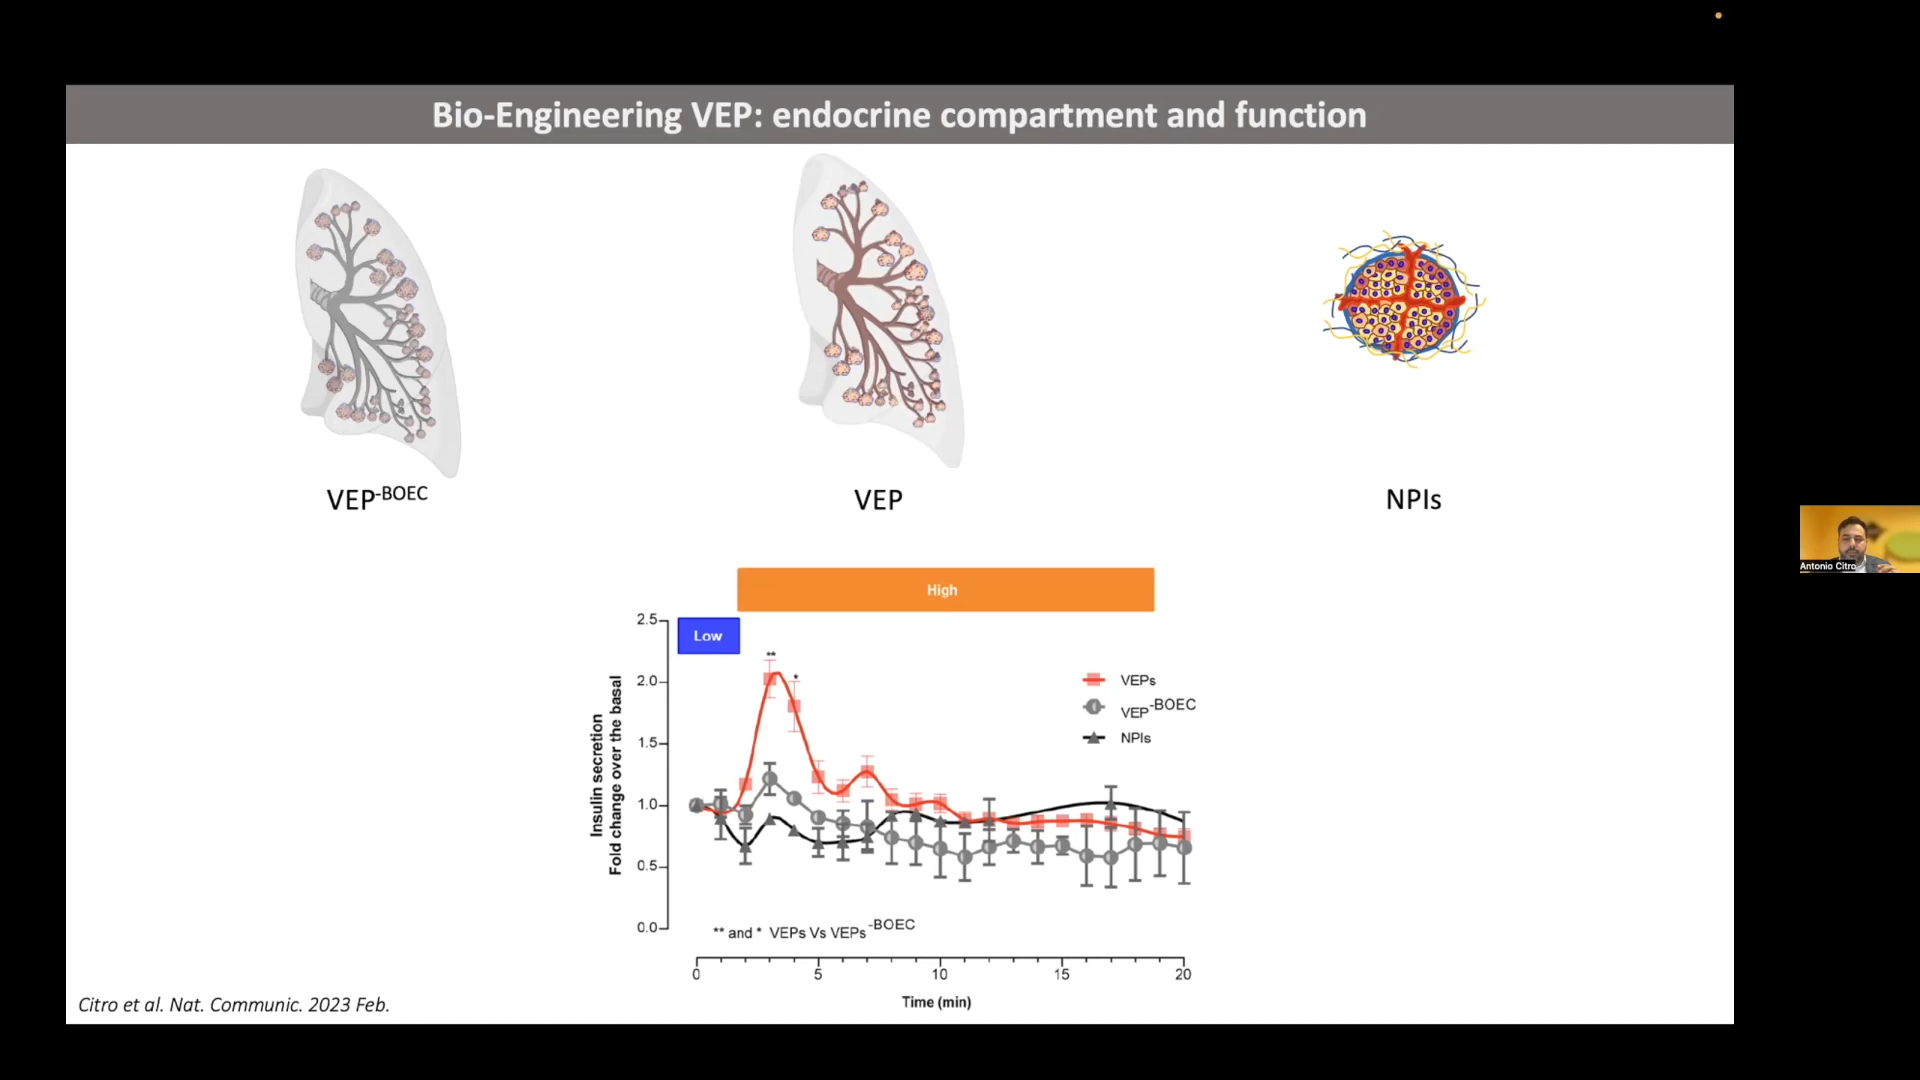 Bio-Engineering VEP: endocrine compartment and function
VEP-BOEC
VEP
NPIs
High
Low
2.5
2.0
1.5
1.0
0.5
0.0
Insulin secretion
Fold change over the basal
**
*
VEPs
VEP-BOEC
NPIs
** and * VEPs Vs VEPs-BOEC
0
5
10
15
20
Time (min)
Citro et al. Nat. Communic. 2023 Feb.
Antonio Citro